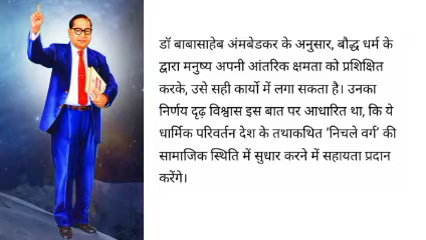 डॉ बाबासाहेब अंमबेडकर के अनुसार, बौद्ध धर्म के
द्वारा मनुष्य अपनी आंतरिक क्षमता को प्रशिक्षित
करके, उसे सही कार्यो में लगा सकता है। उनका
निर्णय दृढ़ विश्वास इस बात पर आधारित था, कि ये
धार्मिक परिवर्तन देश के तथाकथित 'निचले वर्ग' की
सामाजिक स्थिति में सुधार करने में सहायता प्रदान
करेंगे।